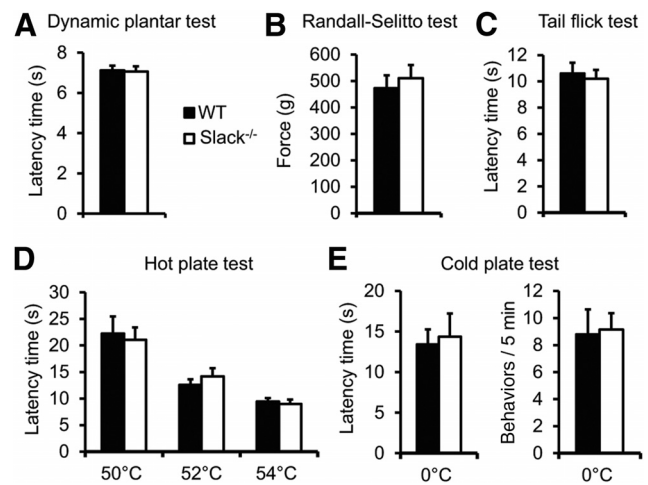 A Dynamic plantar test
Latency time (s)
8
6
4
2
0
WT
Slack-/-
B Randall-Selitto test
Force (g)
600
500
400
300
200
100
0
C Tail flick test
Latency time (s)
12
10
8
6
4
2
0
D Hot plate test
Latency time (s)
30
25
20
15
10
5
0
50°C 52°C 54°C
E Cold plate test
Latency time (s)
20
15
10
5
0
0°C
Behaviors / 5 min
12
10
8
6
4
2
0
0°C